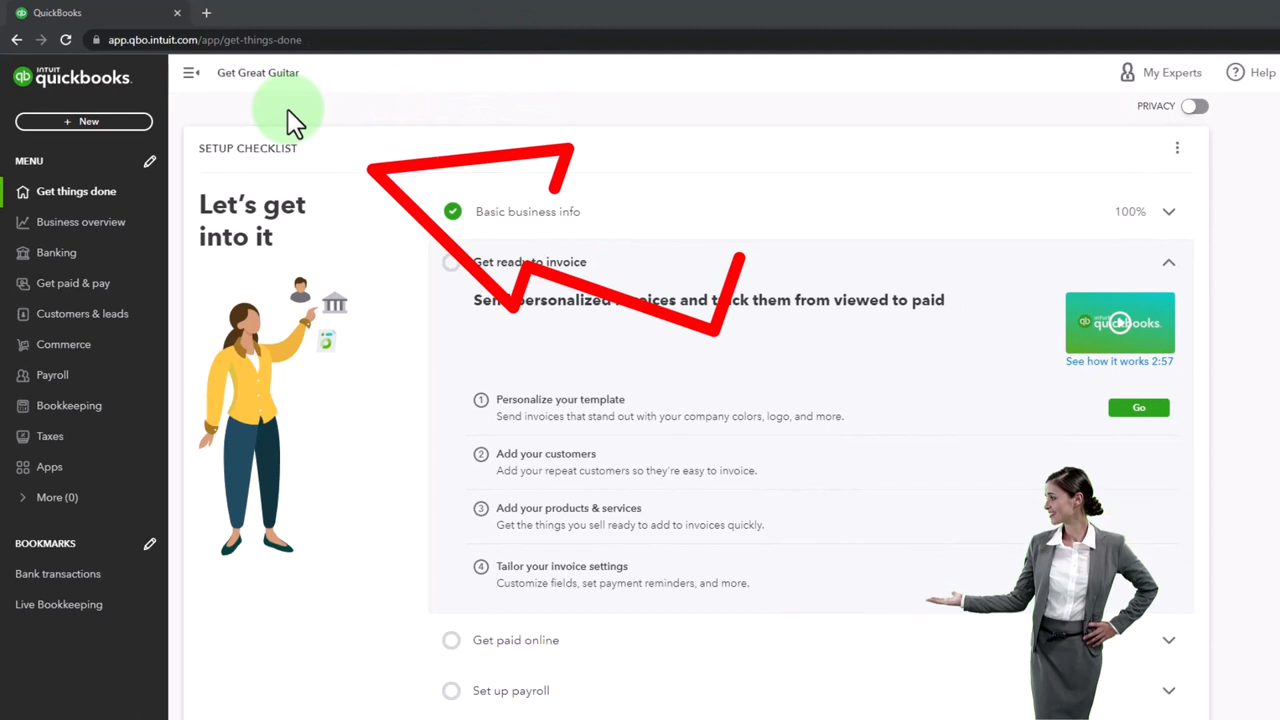 QuickBooks
app.qbo.intuit.com/app/get-things-done
INTUIT
quickbooks.
Get Great Guitar
My Experts
Help
PRIVACY
+ New
MENU
Get things done
Business overview
Banking
Get paid & pay
Customers & leads
Commerce
Payroll
Bookkeeping
Taxes
Apps
More (0)
BOOKMARKS
Bank transactions
Live Bookkeeping
SETUP CHECKLIST
Let's get
into it
Basic business info
100%
Get ready to invoice
Send personalized invoices and track them from viewed to paid
intuit
quickbooks.
See how it works 2:57
1 Personalize your template
Send invoices that stand out with your company colors, logo, and more.
Go
2 Add your customers
Add your repeat customers so they're easy to invoice.
3 Add your products & services
Get the things you sell ready to add to invoices quickly.
4 Tailor your invoice settings
Customize fields, set payment reminders, and more.
Get paid online
Set up payroll